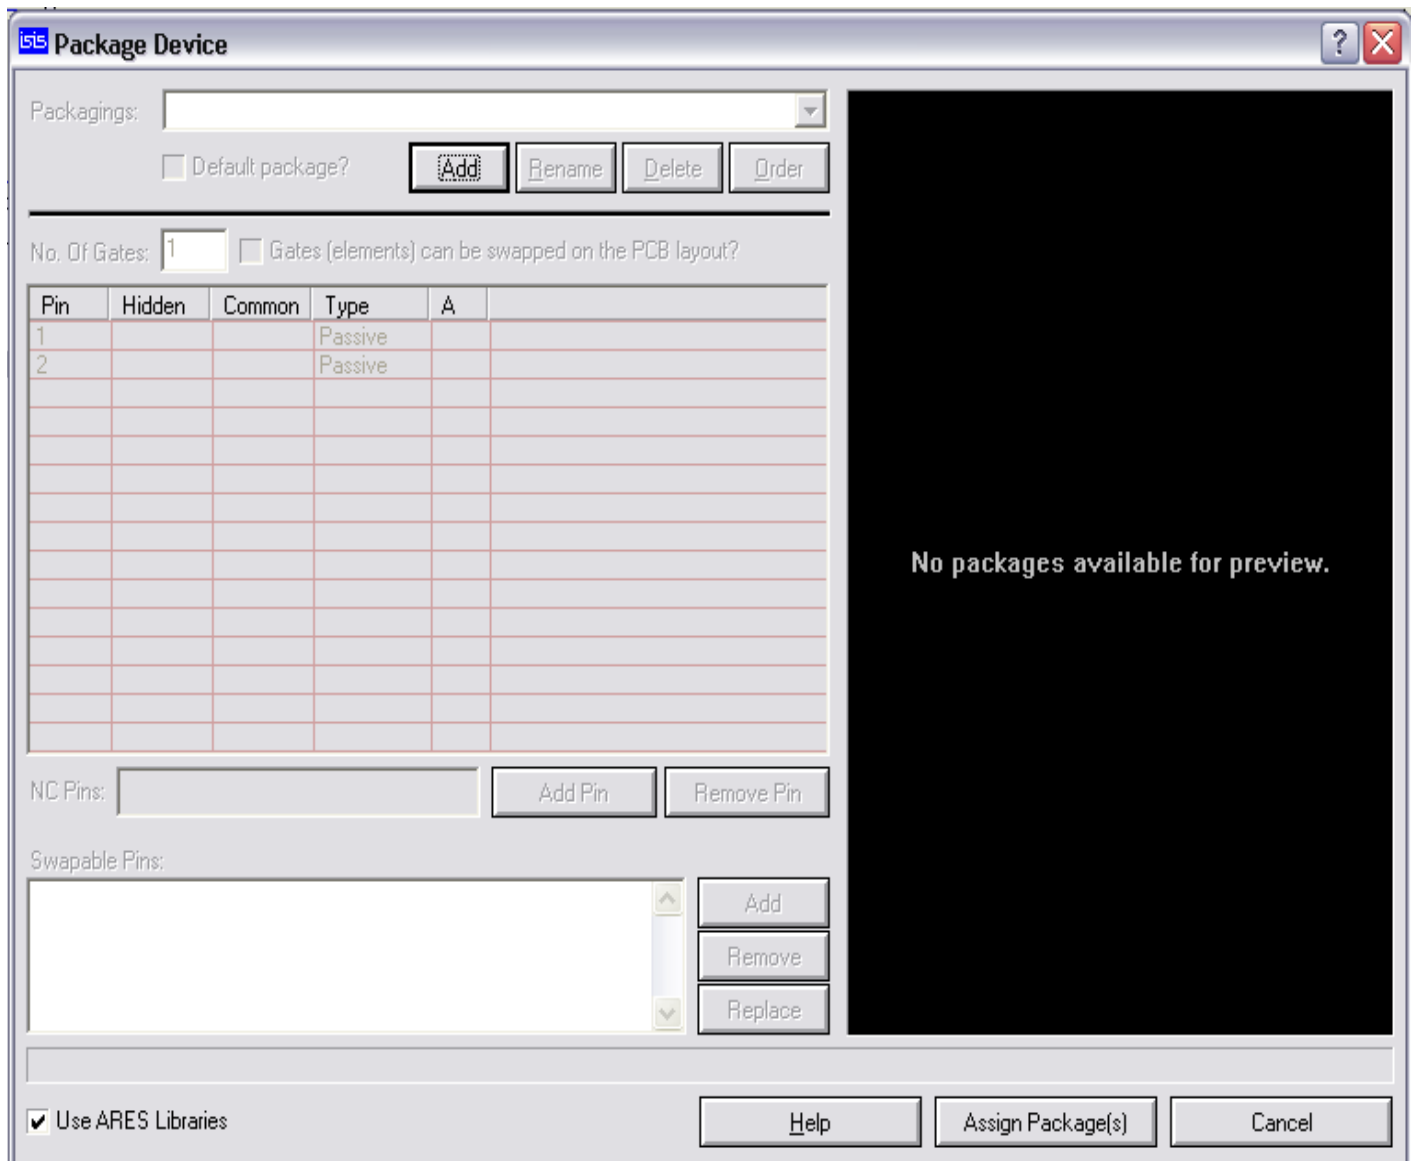 isis Package Device
Packagings:
Default package? Add Rename Delete Order
No. Of Gates: 1 Gates (elements) can be swapped on the PCB layout?
Pin Hidden Common Type A
1 Passive
2 Passive
No packages available for preview.
NC Pins: Add Pin Remove Pin
Swapable Pins:
Add
Remove
Replace
Use ARES Libraries Help Assign Package(s) Cancel